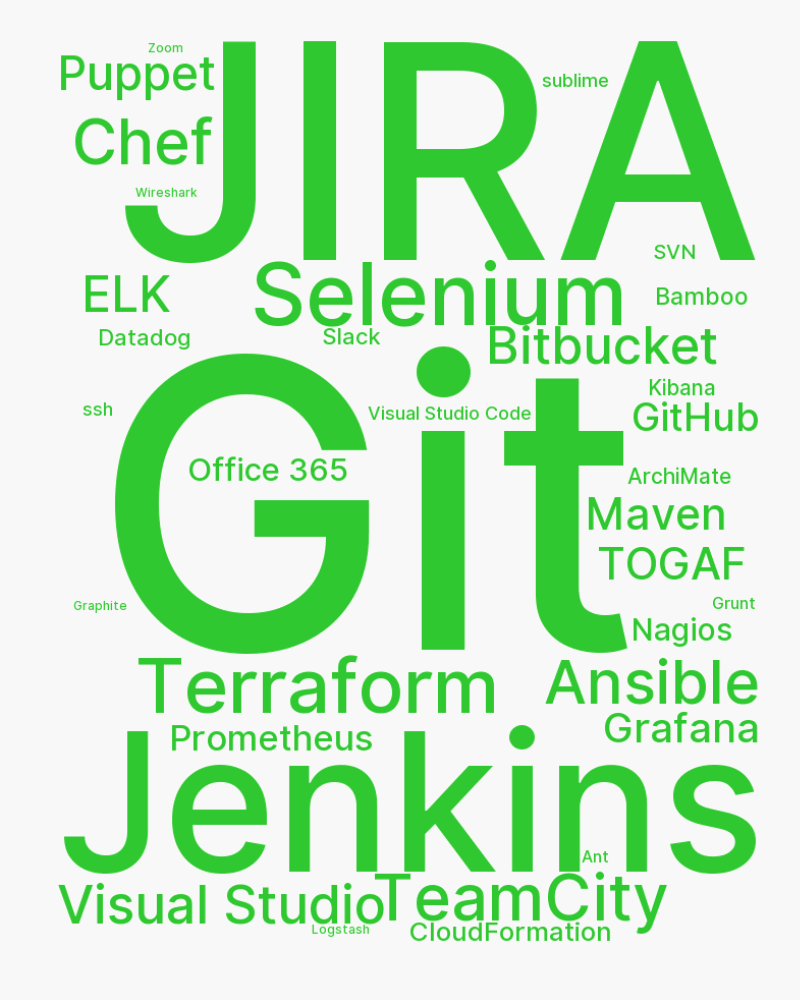 Zoom
Puppet
JIRA
sublime
Chef
Wireshark
SVN
ELK
Selenium
Bamboo
Datadog
Slack
Bitbucket
Kibana
ssh
Visual Studio Code
GitHub
Git
Office 365
ArchiMate
Maven
TOGAF
Graphite
Grunt
Nagios
Terraform
Ansible
Prometheus
Grafana
Jenkins
Ant
Visual Studio
TeamCity
Logstash
CloudFormation